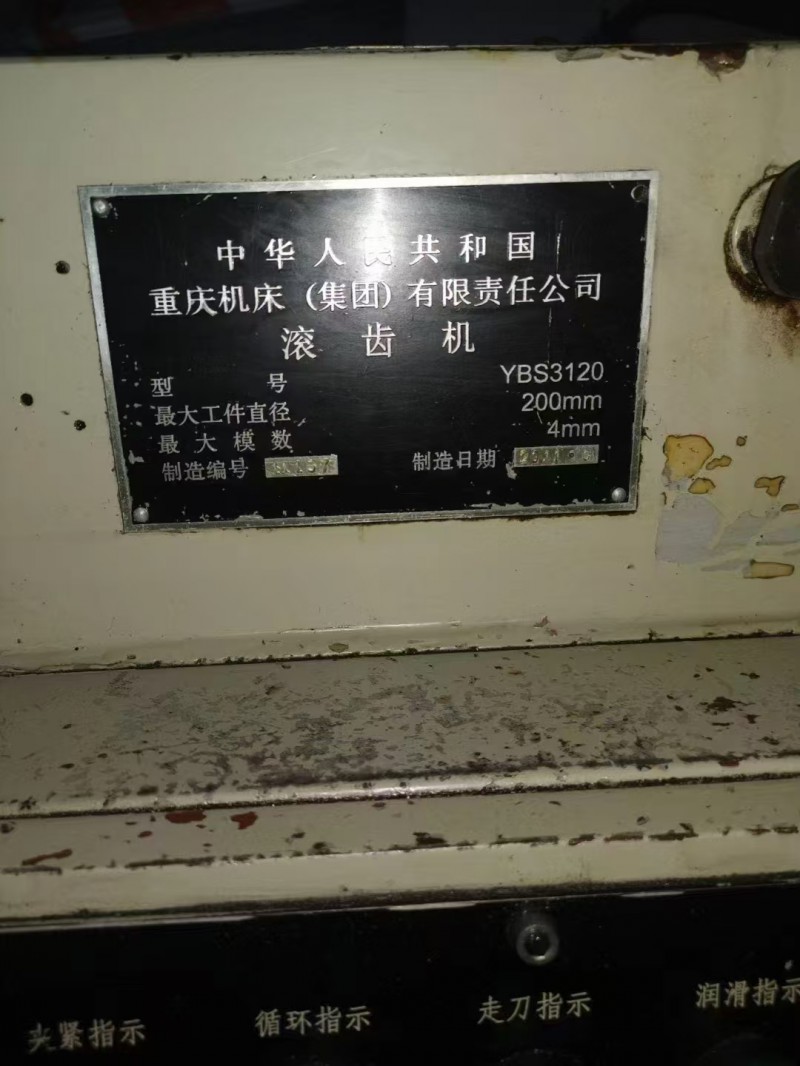 中华人民共和国
重庆机床(集团)有限责任公司
滚齿机
型号 YBS3120
最大工件直径 200mm
最大模数 4mm
制造编号 制造日期
夹紧指示 循环指示 走刀指示 润滑指示